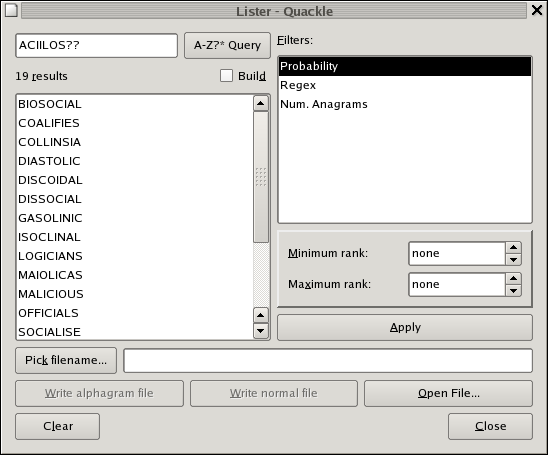 Lister - Quackle
ACIILOS??
A-Z?* Query
Filters:
19 results
Build
Probability
Regex
Num. Anagrams
BIOSOCIAL
COALIFIES
COLLINSIA
DIASTOLIC
DISCOIDAL
DISSOCIAL
GASOLINIC
ISOCLINAL
LOGICIANS
MAIOLICAS
MALICIOUS
OFFICIALS
SOCIALISE
Minimum rank:
none
Maximum rank:
none
Apply
Pick filename...
Write alphagram file
Write normal file
Open File...
Clear
Close